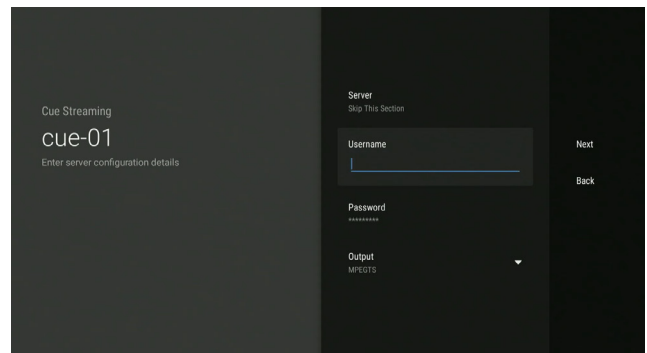 Cue Streaming
cue-01
Enter server configuration details
Server
Skip This Section
Username
Password
*********
Output
MPEGTS
Next
Back